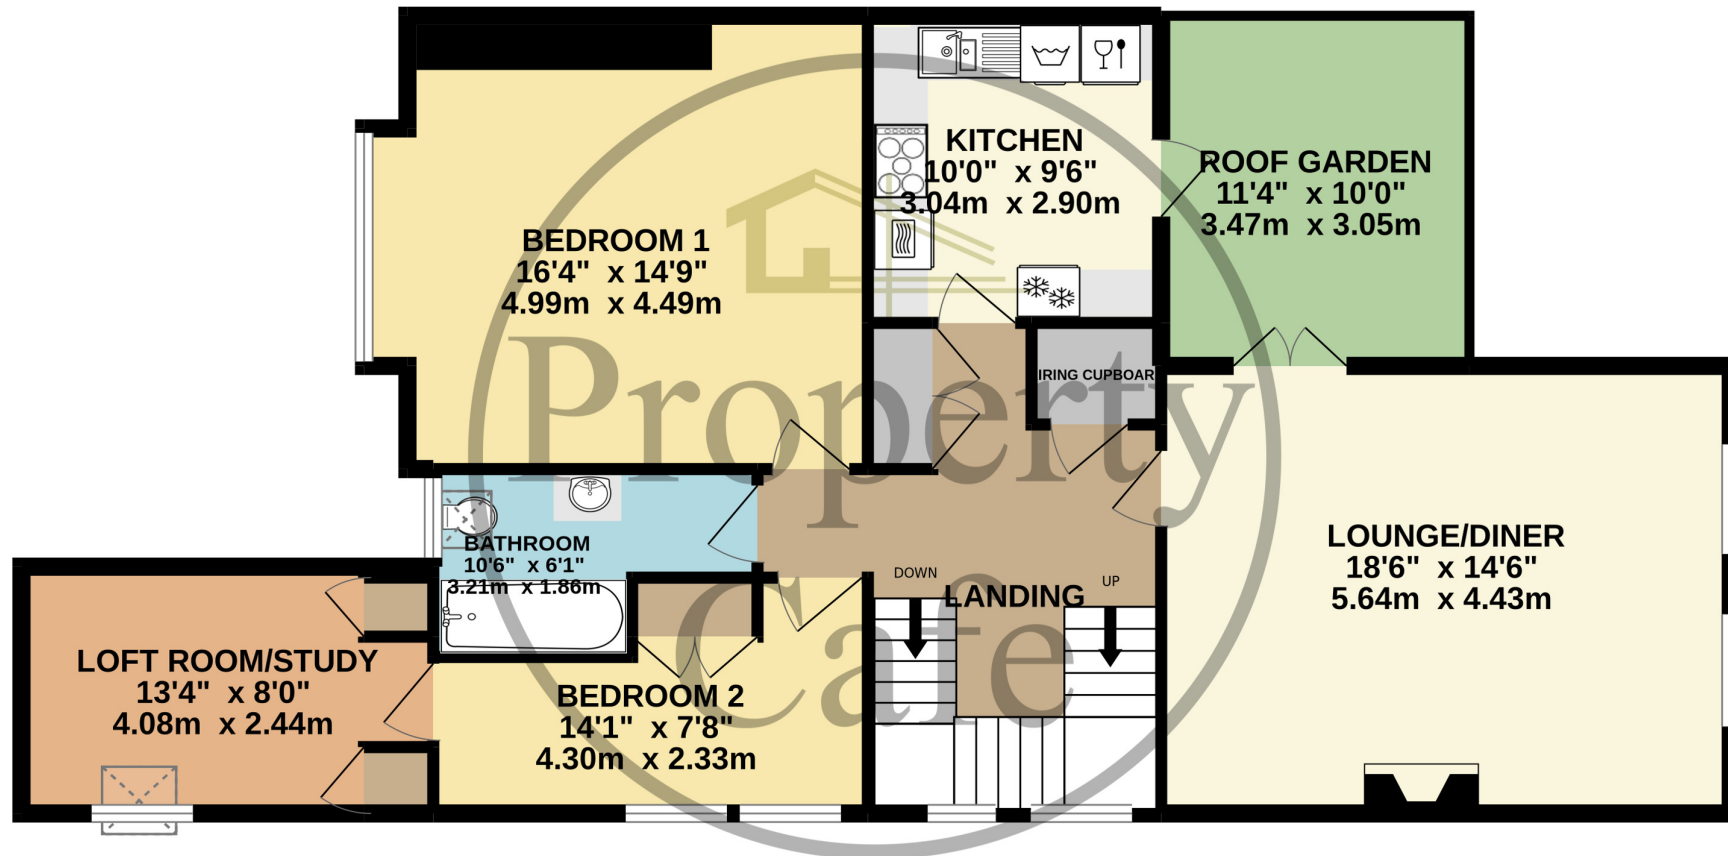 KITCHEN
10'0" x 9'6"
3.04m x 2.90m
ROOF GARDEN
11'4" x 10'0"
3.47m x 3.05m
BEDROOM 1
16'4" x 14'9"
4.99m x 4.49m
IRING CUPBOAR
Property
Cafe
BATHROOM
10'6" x 6'1"
3.21m x 1.86m
DOWN
UP
LANDING
LOUNGE/DINER
18'6" x 14'6"
5.64m x 4.43m
LOFT ROOM/STUDY
13'4" x 8'0"
4.08m x 2.44m
BEDROOM 2
14'1" x 7'8"
4.30m x 2.33m